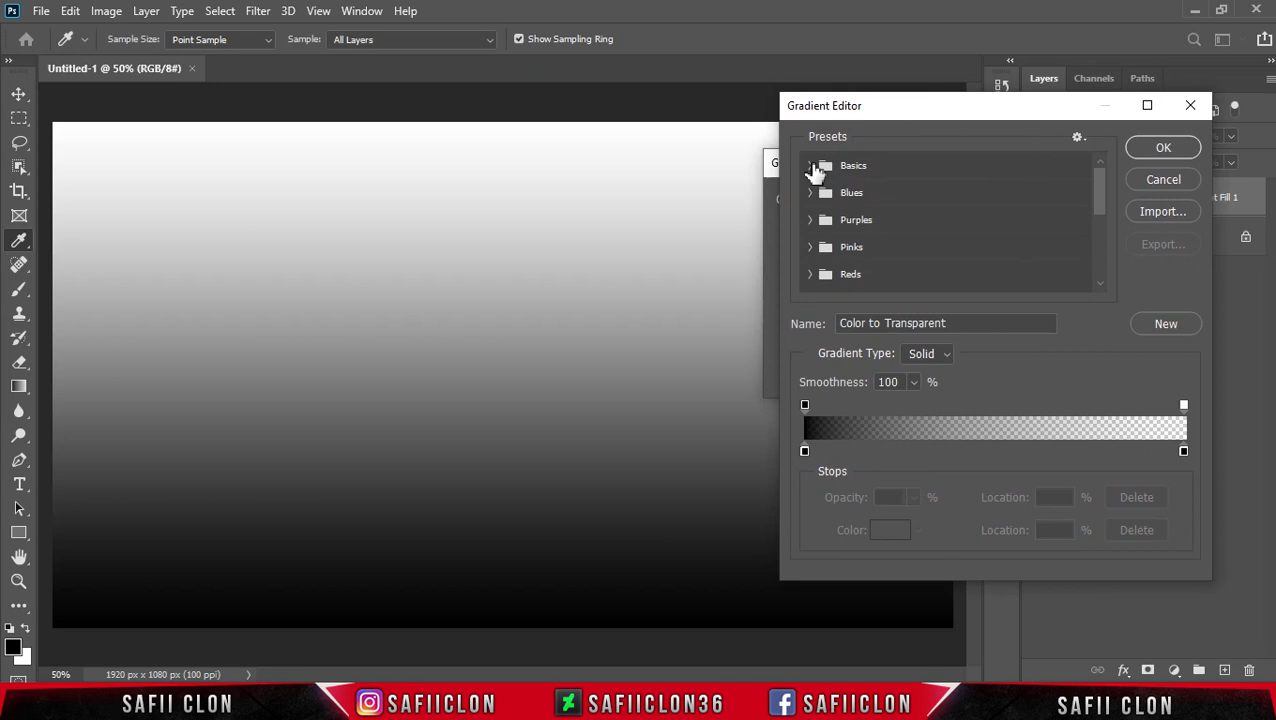 Ps File Edit Image Layer Type Select Filter 3D View Window Help
Sample Size: Point Sample Sample: All Layers Show Sampling Ring
Untitled-1 @ 50% (RGB/8#)
Layers Channels Paths
Gradient Editor
Presets
Basics
Blues
Purples
Pinks
Reds
OK
Cancel
Import...
Export...
Fill 1
Name: Color to Transparent New
Gradient Type: Solid
Smoothness: 100 %
Stops
Opacity: % Location: % Delete
Color: Location: % Delete
50% 1920 px x 1080 px (100 ppi)
SAFII CLON SAFIICLON SAFIICLON36 SAFIICLON SAFII CLON